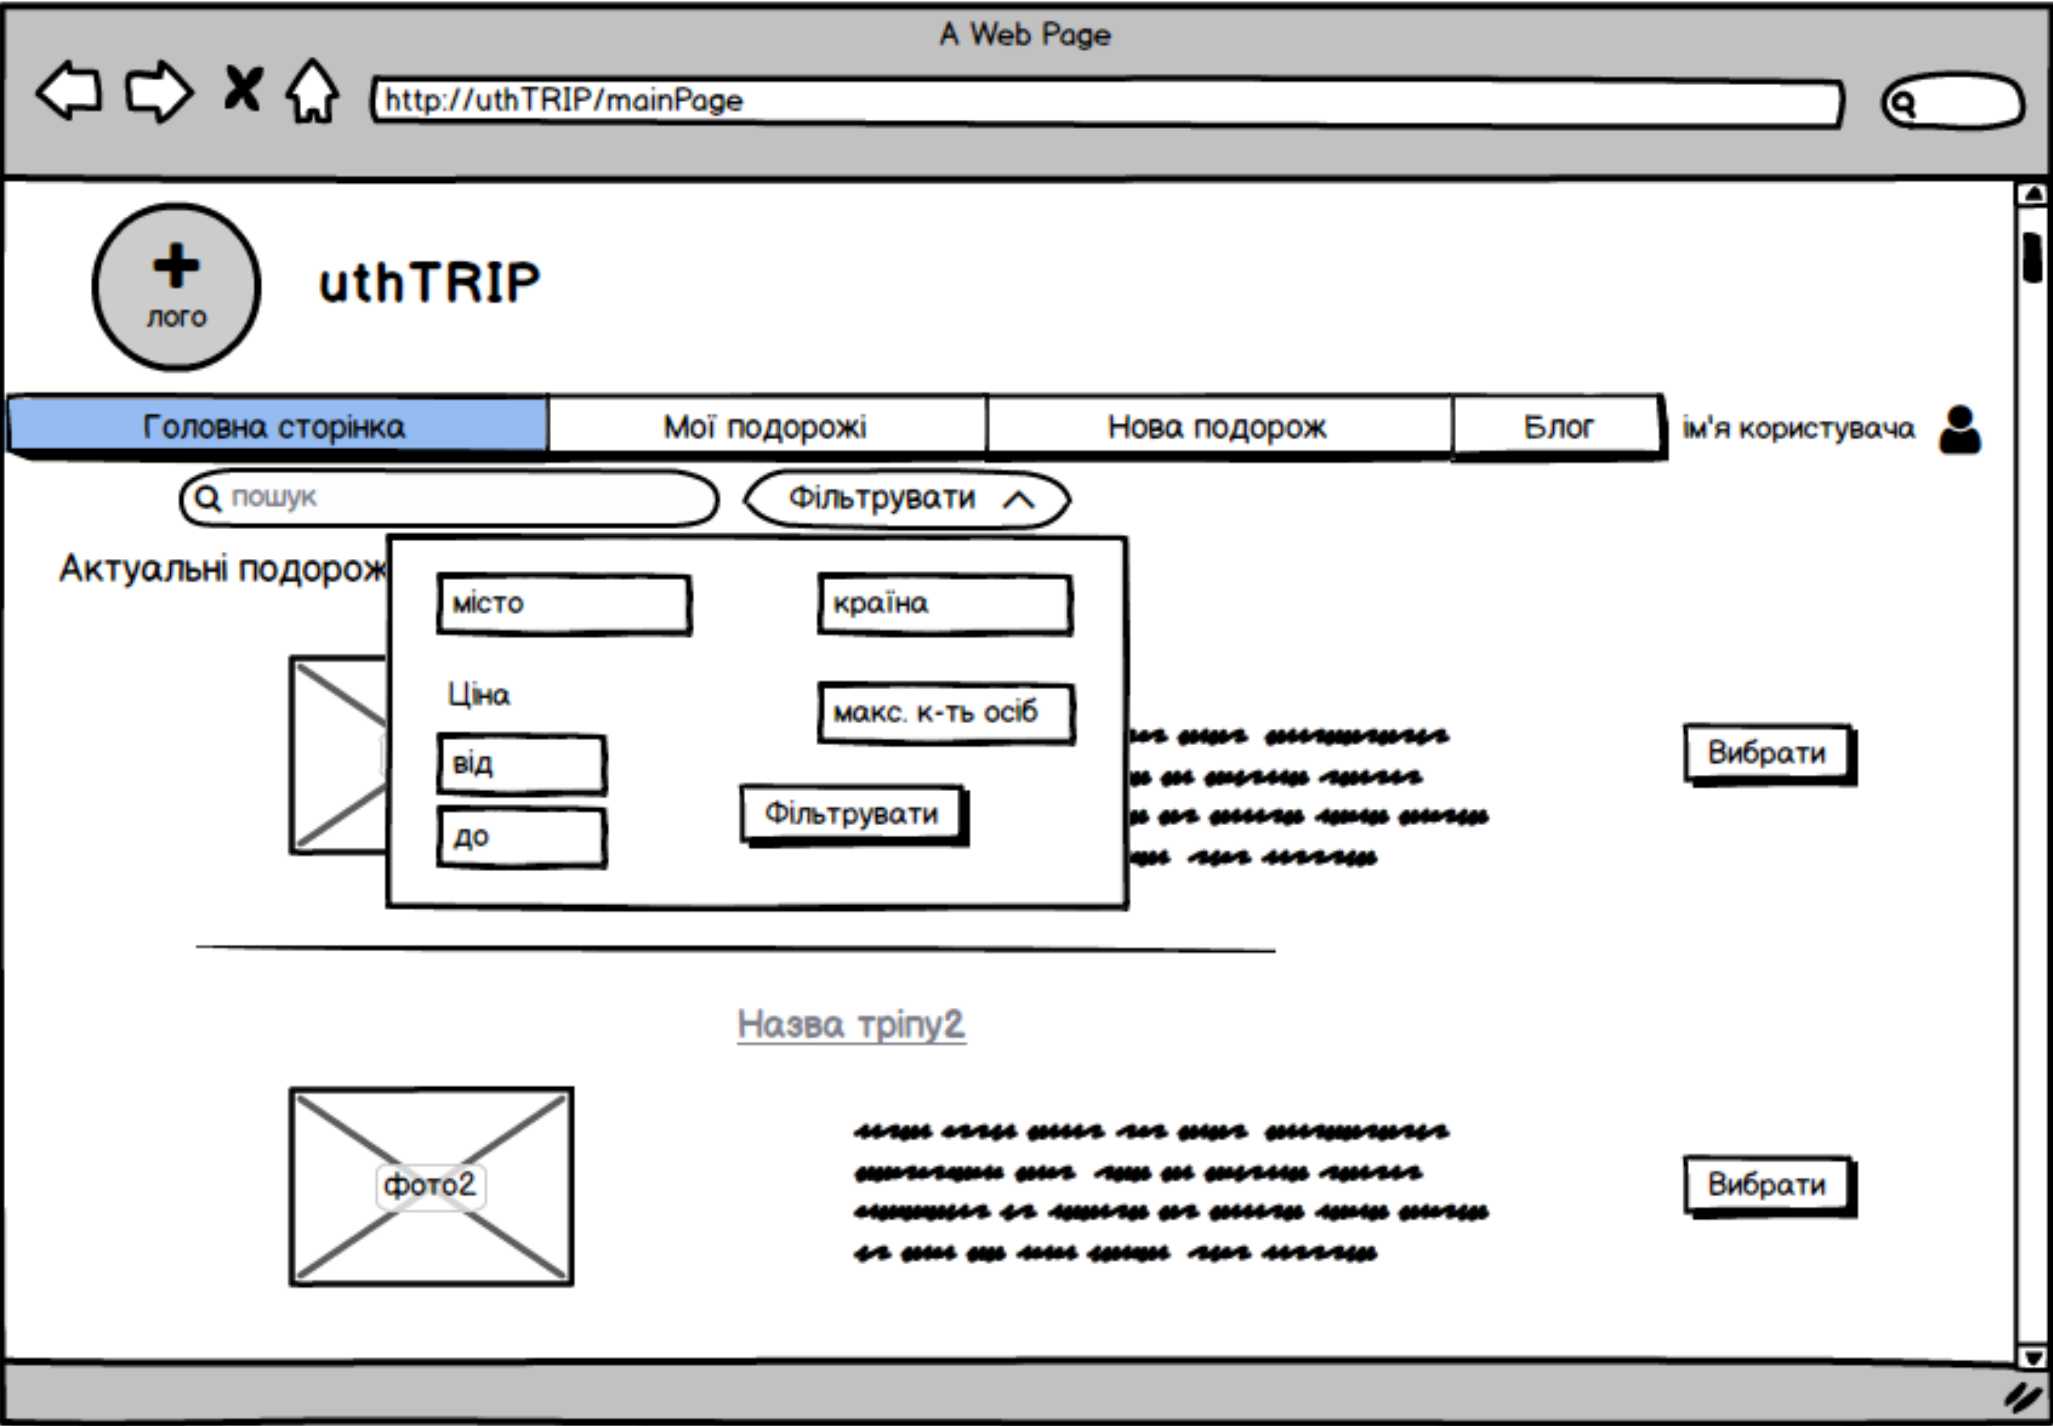 A Web Page
http://uthTRIP/mainPage
лого
uthTRIP
Головна сторінка
Мої подорожі
Нова подорож
Блог
ім'я користувача
пошук
Фільтрувати
Актуальні подорож
місто
країна
Ціна
макс. к-ть осіб
від
до
Фільтрувати
Вибрати
Назва тріпу2
фото2
Вибрати